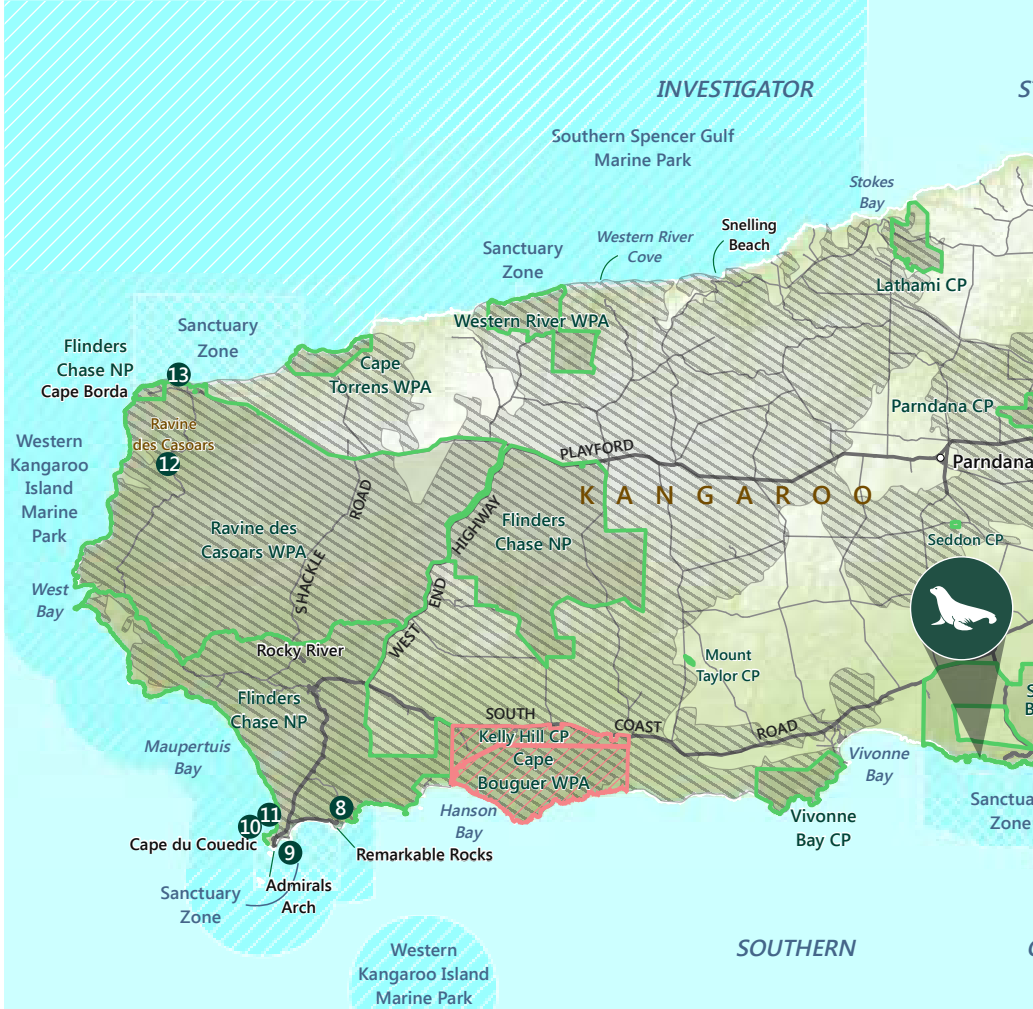 INVESTIGATOR
Southern Spencer Gulf
Marine Park
Stokes
Bay
Snelling
Beach
Western River
Cove
Sanctuary
Zone
Lathami CP
Western River WPA
Sanctuary
Zone
Flinders
Chase NP
Cape Borda
13
Cape
Torrens WPA
Parndana CP
Ravine
des Casoars
12
Western
Kangaroo
Island
Marine
Park
PLAYFORD
HIGHWAY
Parndana
KANGAROO
SHACKLE
ROAD
Ravine des
Casoars WPA
Flinders
Chase NP
Seddon CP
West
Bay
WEST
END
Rocky River
Mount
Taylor CP
Flinders
Chase NP
SOUTH
COAST
ROAD
Kelly Hill CP
Cape
Bouguer WPA
Maupertuis
Bay
Vivonne
Bay
Hanson
Bay
Vivonne
Bay CP
8
11
10
9
Cape du Couedic
Remarkable Rocks
Admirals
Arch
Sanctuary
Zone
Zone
Western
Kangaroo Island
Marine Park
SOUTHERN